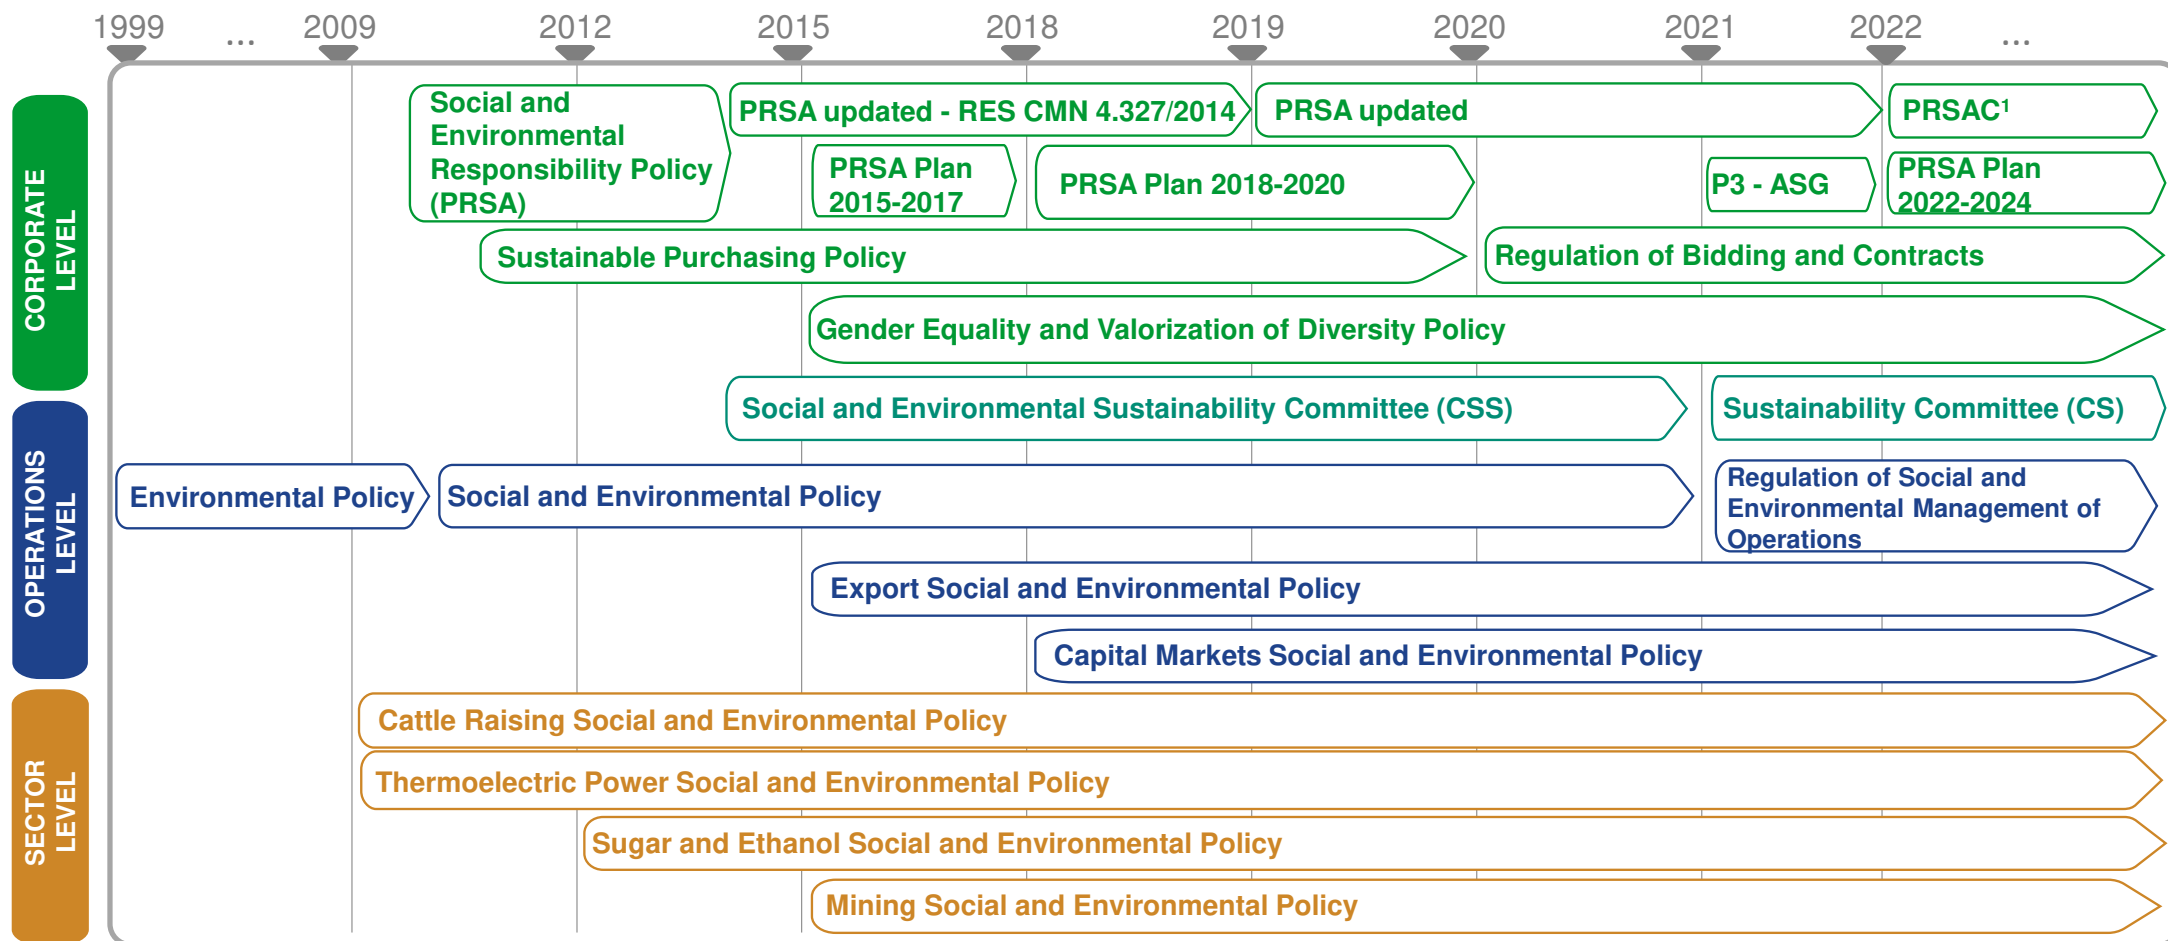 1999 ... 2009 2012 2015 2018 2019 2020 2021 2022 ...
CORPORATE
LEVEL
Social and
Environmental
Responsibility Policy
(PRSA)
PRSA updated - RES CMN 4.327/2014
PRSA updated
PRSAC¹
PRSA Plan
2015-2017
PRSA Plan 2018-2020
P3 - ASG
PRSA Plan
2022-2024
Sustainable Purchasing Policy
Regulation of Bidding and Contracts
Gender Equality and Valorization of Diversity Policy
Social and Environmental Sustainability Committee (CSS)
Sustainability Committee (CS)
OPERATIONS
LEVEL
Environmental Policy
Social and Environmental Policy
Regulation of Social and
Environmental Management of
Operations
Export Social and Environmental Policy
Capital Markets Social and Environmental Policy
SECTOR
LEVEL
Cattle Raising Social and Environmental Policy
Thermoelectric Power Social and Environmental Policy
Sugar and Ethanol Social and Environmental Policy
Mining Social and Environmental Policy